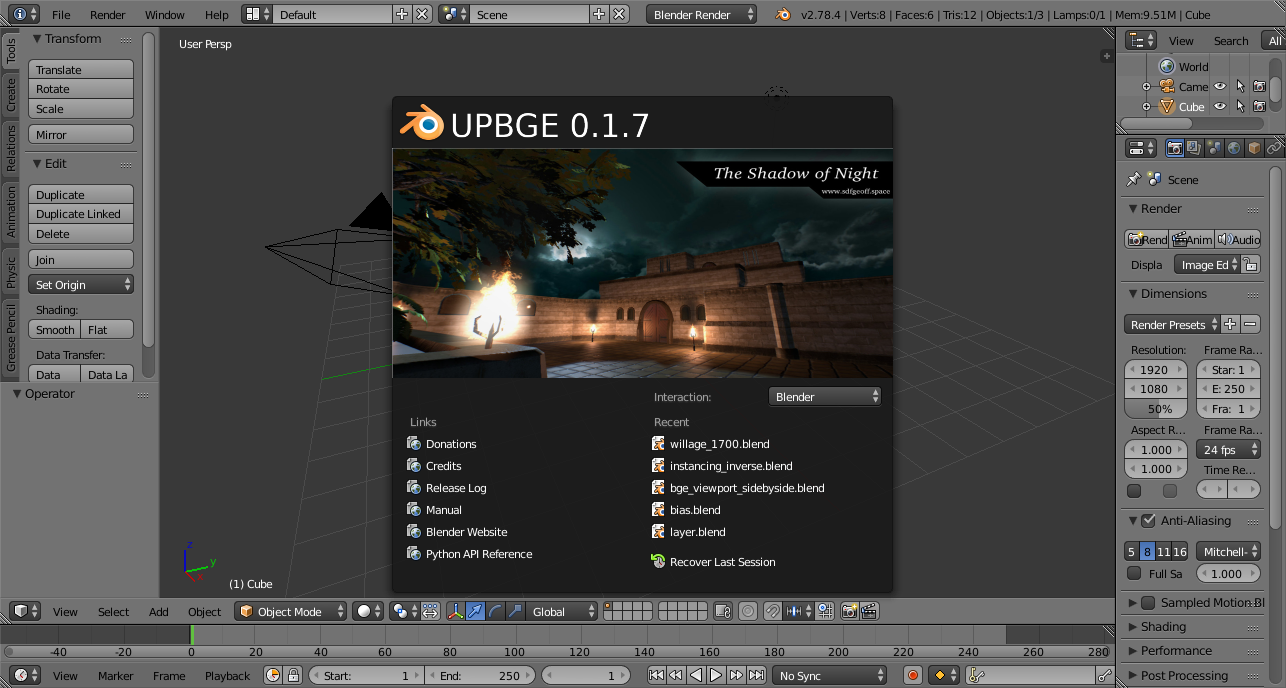 File Render Window Help Default Scene Blender Render v2.78.4 | Verts:8 | Faces:6 | Tris:12 | Objects:1/3 | Lamps:0/1 | Mem:9.51M | Cube
Tools
Create
Relations
Animation
Physic
Grease Pencil
Transform
Translate
Rotate
Scale
Mirror
Edit
Duplicate
Duplicate Linked
Delete
Join
Set Origin
Shading:
Smooth Flat
Data Transfer:
Data Data La
Operator
User Persp
UPBGE 0.1.7
The Shadow of Night
www.sdfgeoff.space
Interaction: Blender
Links
Donations
Credits
Release Log
Manual
Blender Website
Python API Reference
Recent
willage_1700.blend
instancing_inverse.blend
bge_viewport_sidebyside.blend
bias.blend
layer.blend
Recover Last Session
z
y
x
(1) Cube
View Search All
World
Came
Cube
Scene
Render
Rend Anim Audio
Displa Image Ed
Dimensions
Render Presets
Resolution: Frame Ra...
1920 Star: 1
1080 E: 250
50% Fra: 1
Aspect R... Frame Ra...
1.000 24 fps
1.000 Time Re...
Anti-Aliasing
5 8 11 16 Mitchell-
Full Sa 1.000
Sampled Motion Bl
Shading
Performance
Post Processing
View Select Add Object Object Mode Global
-40 -20 0 20 40 60 80 100 120 140 160 180 200 220 240 260 280
View Marker Frame Playback Start: 1 End: 250 1 No Sync